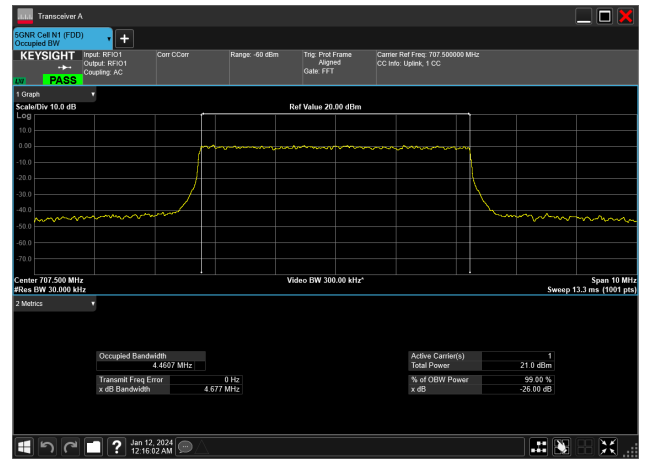 Transceiver A
5GNR Cell N1 (FDD)
Occupied BW
KEYSIGHT Input: RFIO1 Corr CCorr Range: -60 dBm Trig: Prot Frame Carrier Ref Freq: 707.500000 MHz
Output: RFIO1 Aligned CC Info: Uplink, 1 CC
Coupling: AC Gate: FFT
PASS
1 Graph
Scale/Div 10.0 dB Ref Value 20.00 dBm
Log
10.0
0.00
-10.0
-20.0
-30.0
-40.0
-50.0
-60.0
-70.0
Center 707.500 MHz Video BW 300.00 kHz* Span 10 MHz
#Res BW 30.000 kHz Sweep 13.3 ms (1001 pts)
2 Metrics
Occupied Bandwidth Active Carrier(s) 1
4.4607 MHz Total Power 21.0 dBm
Transmit Freq Error 0 Hz % of OBW Power 99.00 %
x dB Bandwidth 4.677 MHz x dB -26.00 dB
? Jan 12, 2024
12:16:02 AM